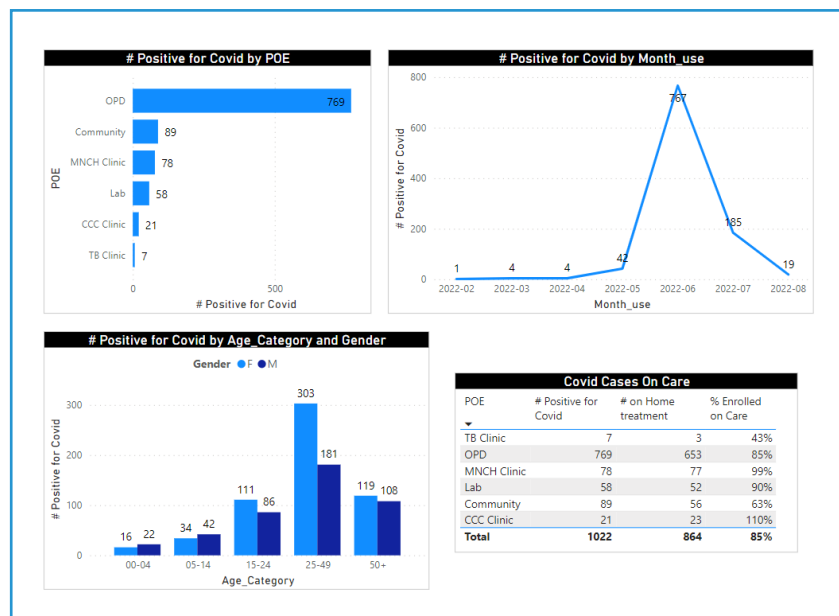 # Positive for Covid by POE
POE
OPD 769
Community 89
MNCH Clinic 78
Lab 58
CCC Clinic 21
TB Clinic 7
0 500
# Positive for Covid
# Positive for Covid by Month_use
# Positive for Covid
800
600
400
200
0
1 4 4 42 767 185 19
2022-02 2022-03 2022-04 2022-05 2022-06 2022-07 2022-08
Month_use
# Positive for Covid by Age_Category and Gender
Gender F M
# Positive for Covid
300
200
100
0
16 22 34 42 111 86 303 181 119 108
00-04 05-14 15-24 25-49 50+
Age_Category
Covid Cases On Care
POE # Positive for # on Home % Enrolled
Covid treatment on Care
TB Clinic 7 3 43%
OPD 769 653 85%
MNCH Clinic 78 77 99%
Lab 58 52 90%
Community 89 56 63%
CCC Clinic 21 23 110%
Total 1022 864 85%